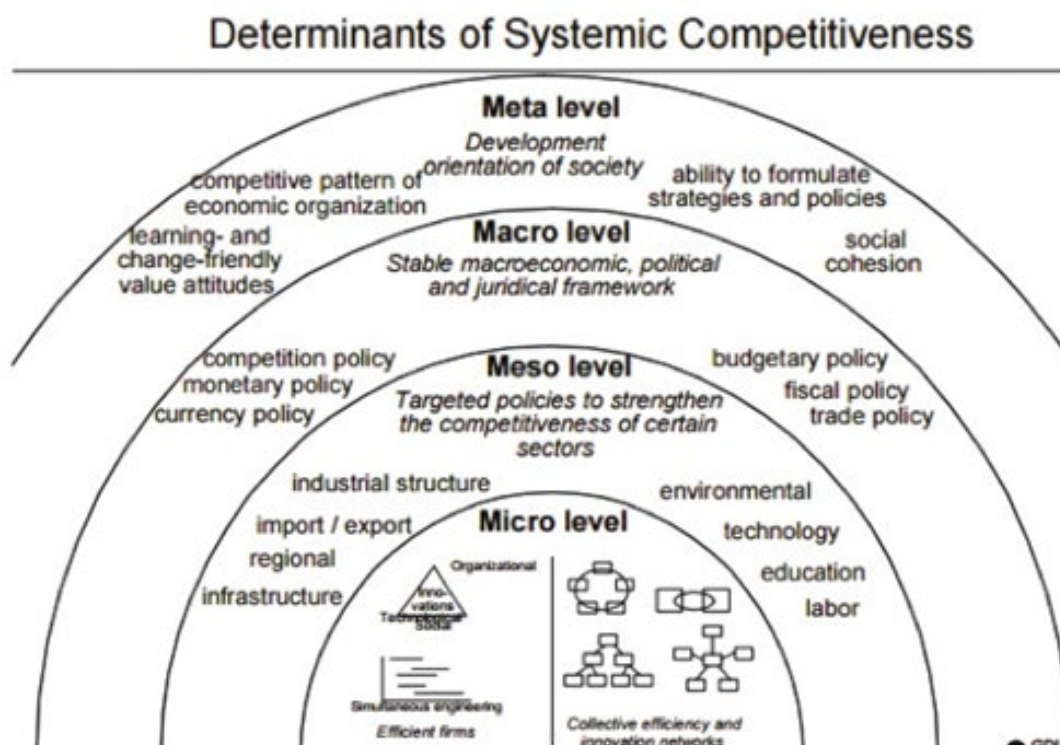 Determinants of Systemic Competitiveness
Meta level
Development
orientation of society
competitive pattern of
economic organization
ability to formulate
strategies and policies
learning- and
change-friendly
value attitudes
social
cohesion
Macro level
Stable macroeconomic, political
and juridical framework
competition policy
monetary policy
currency policy
budgetary policy
fiscal policy
trade policy
Meso level
Targeted policies to strengthen
the competitiveness of certain
sectors
industrial structure
import / export
regional
infrastructure
environmental
technology
education
labor
Micro level
Organizational
Inno-
vations
Technological
Social
Simultaneous engineering
Efficient firms
Collective efficiency and
innovation networks